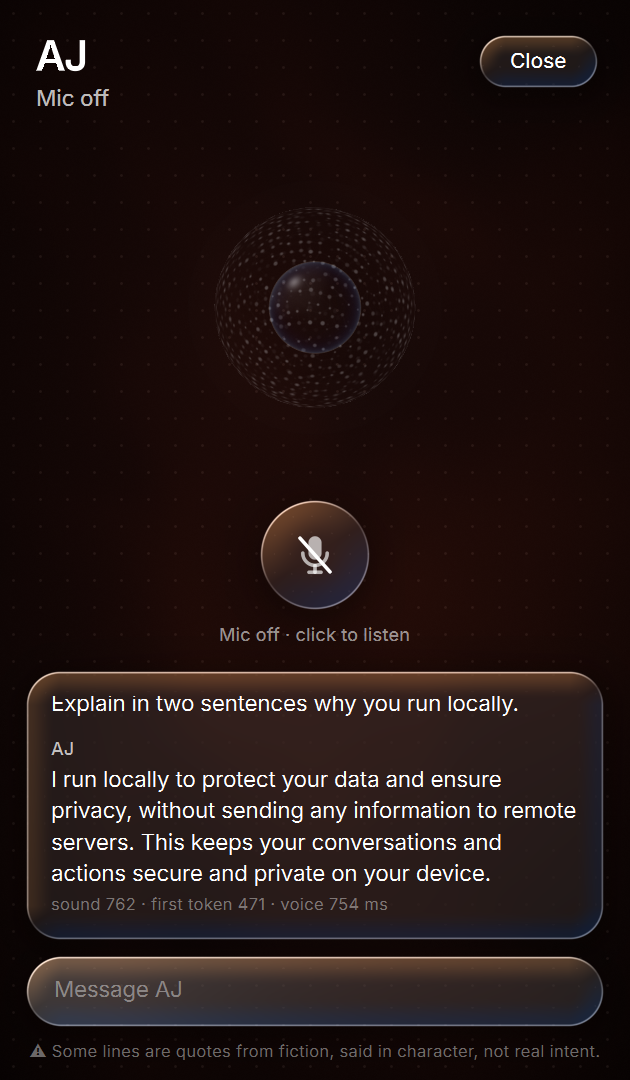 AJ
Close
Mic off
Mic off · click to listen
Explain in two sentences why you run locally.
AJ
I run locally to protect your data and ensure
privacy, without sending any information to remote
servers. This keeps your conversations and
actions secure and private on your device.
sound 762 · first token 471 · voice 754 ms
Message AJ
⚠ Some lines are quotes from fiction, said in character, not real intent.